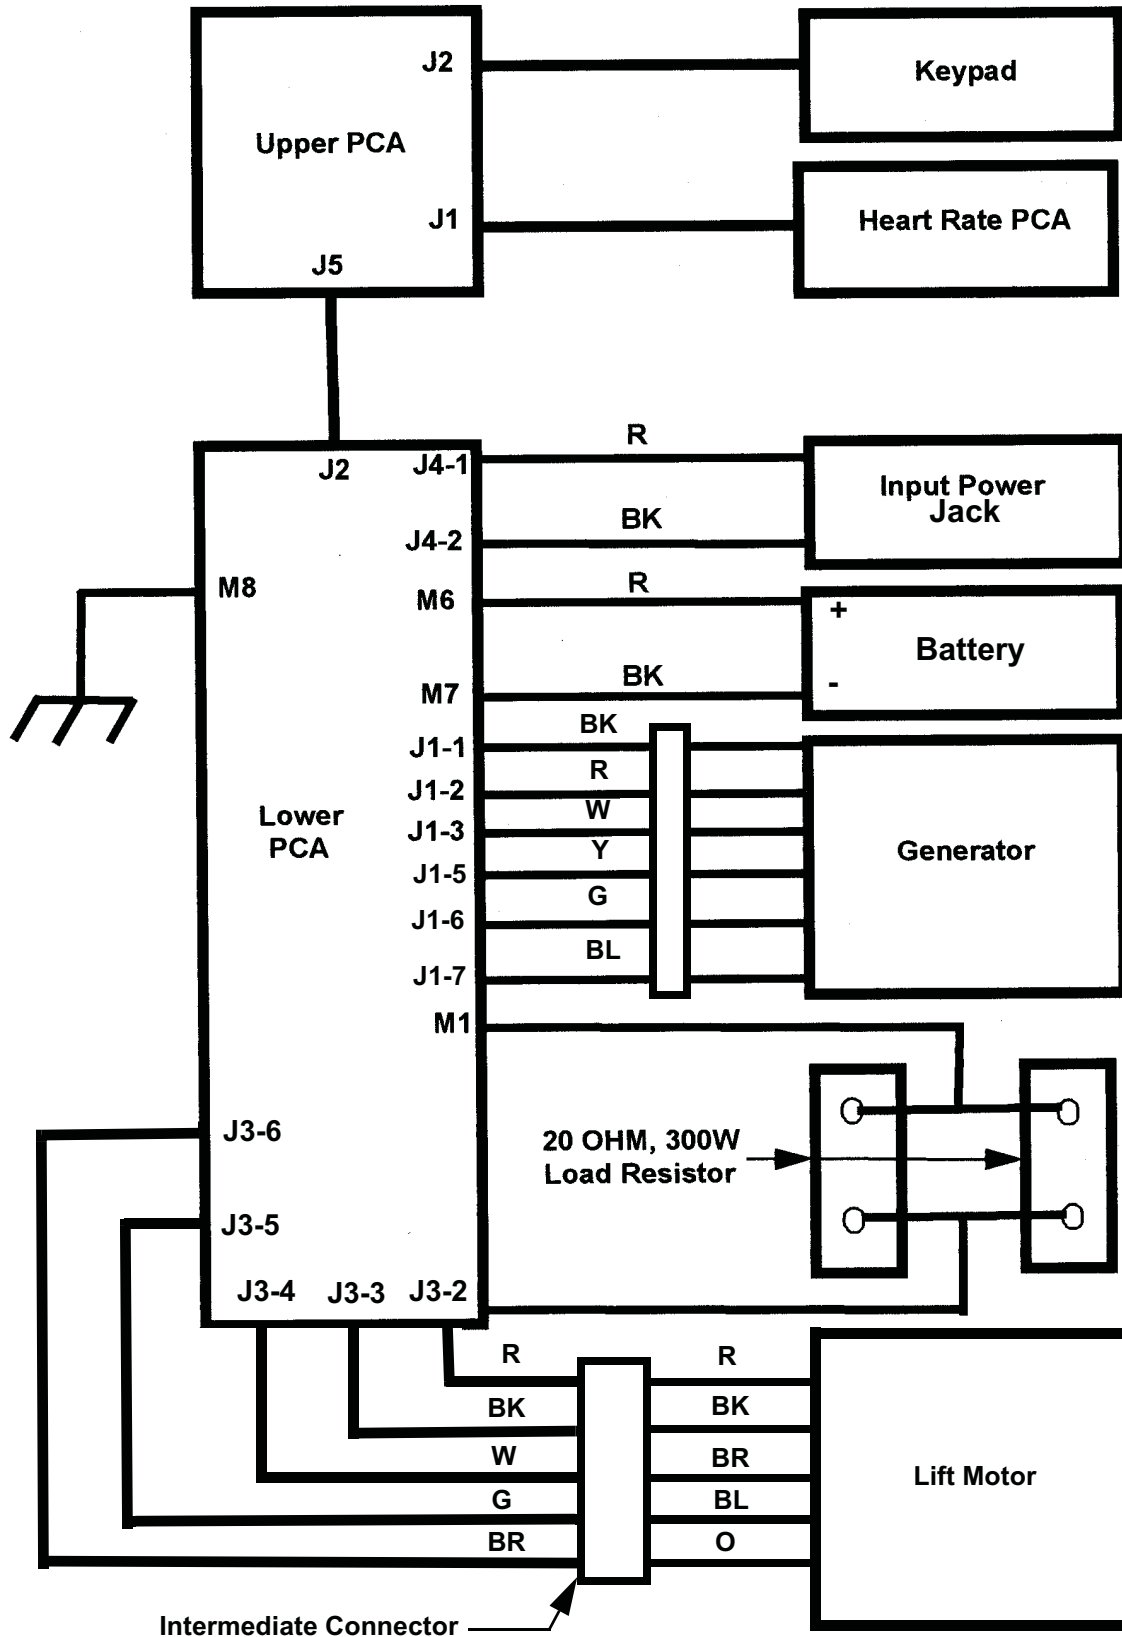 J2
Keypad
Upper PCA
J1
Heart Rate PCA
J5
R
J2
J4-1
Input Power
Jack
BK
J4-2
M8
R
M6
+
Battery
BK
-
M7
BK
J1-1
R
J1-2
W
Lower
PCA
J1-3
Y
Generator
J1-5
G
J1-6
BL
J1-7
M1
J3-6
20 OHM, 300W
Load Resistor
J3-5
J3-4
J3-3
J3-2
R
R
BK
BK
W
BR
Lift Motor
G
BL
BR
O
Intermediate Connector